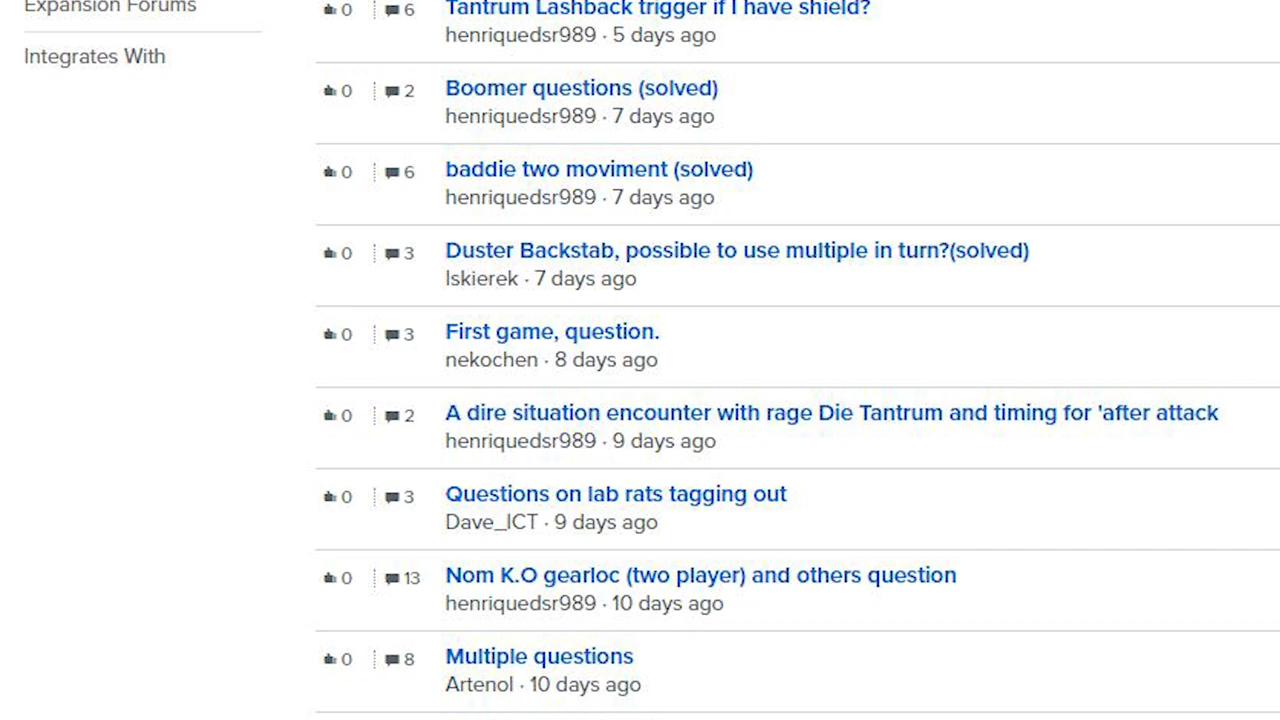 Expansion Forums
Integrates With
0 6 Tantrum Lashback trigger if I have shield?
henriquedsr989 · 5 days ago
0 2 Boomer questions (solved)
henriquedsr989 · 7 days ago
0 6 baddie two moviment (solved)
henriquedsr989 · 7 days ago
0 3 Duster Backstab, possible to use multiple in turn?(solved)
Iskierek · 7 days ago
0 3 First game, question.
nekochen · 8 days ago
0 2 A dire situation encounter with rage Die Tantrum and timing for 'after attack
henriquedsr989 · 9 days ago
0 3 Questions on lab rats tagging out
Dave_ICT · 9 days ago
0 13 Nom K.O gearloc (two player) and others question
henriquedsr989 · 10 days ago
0 8 Multiple questions
Artenol · 10 days ago